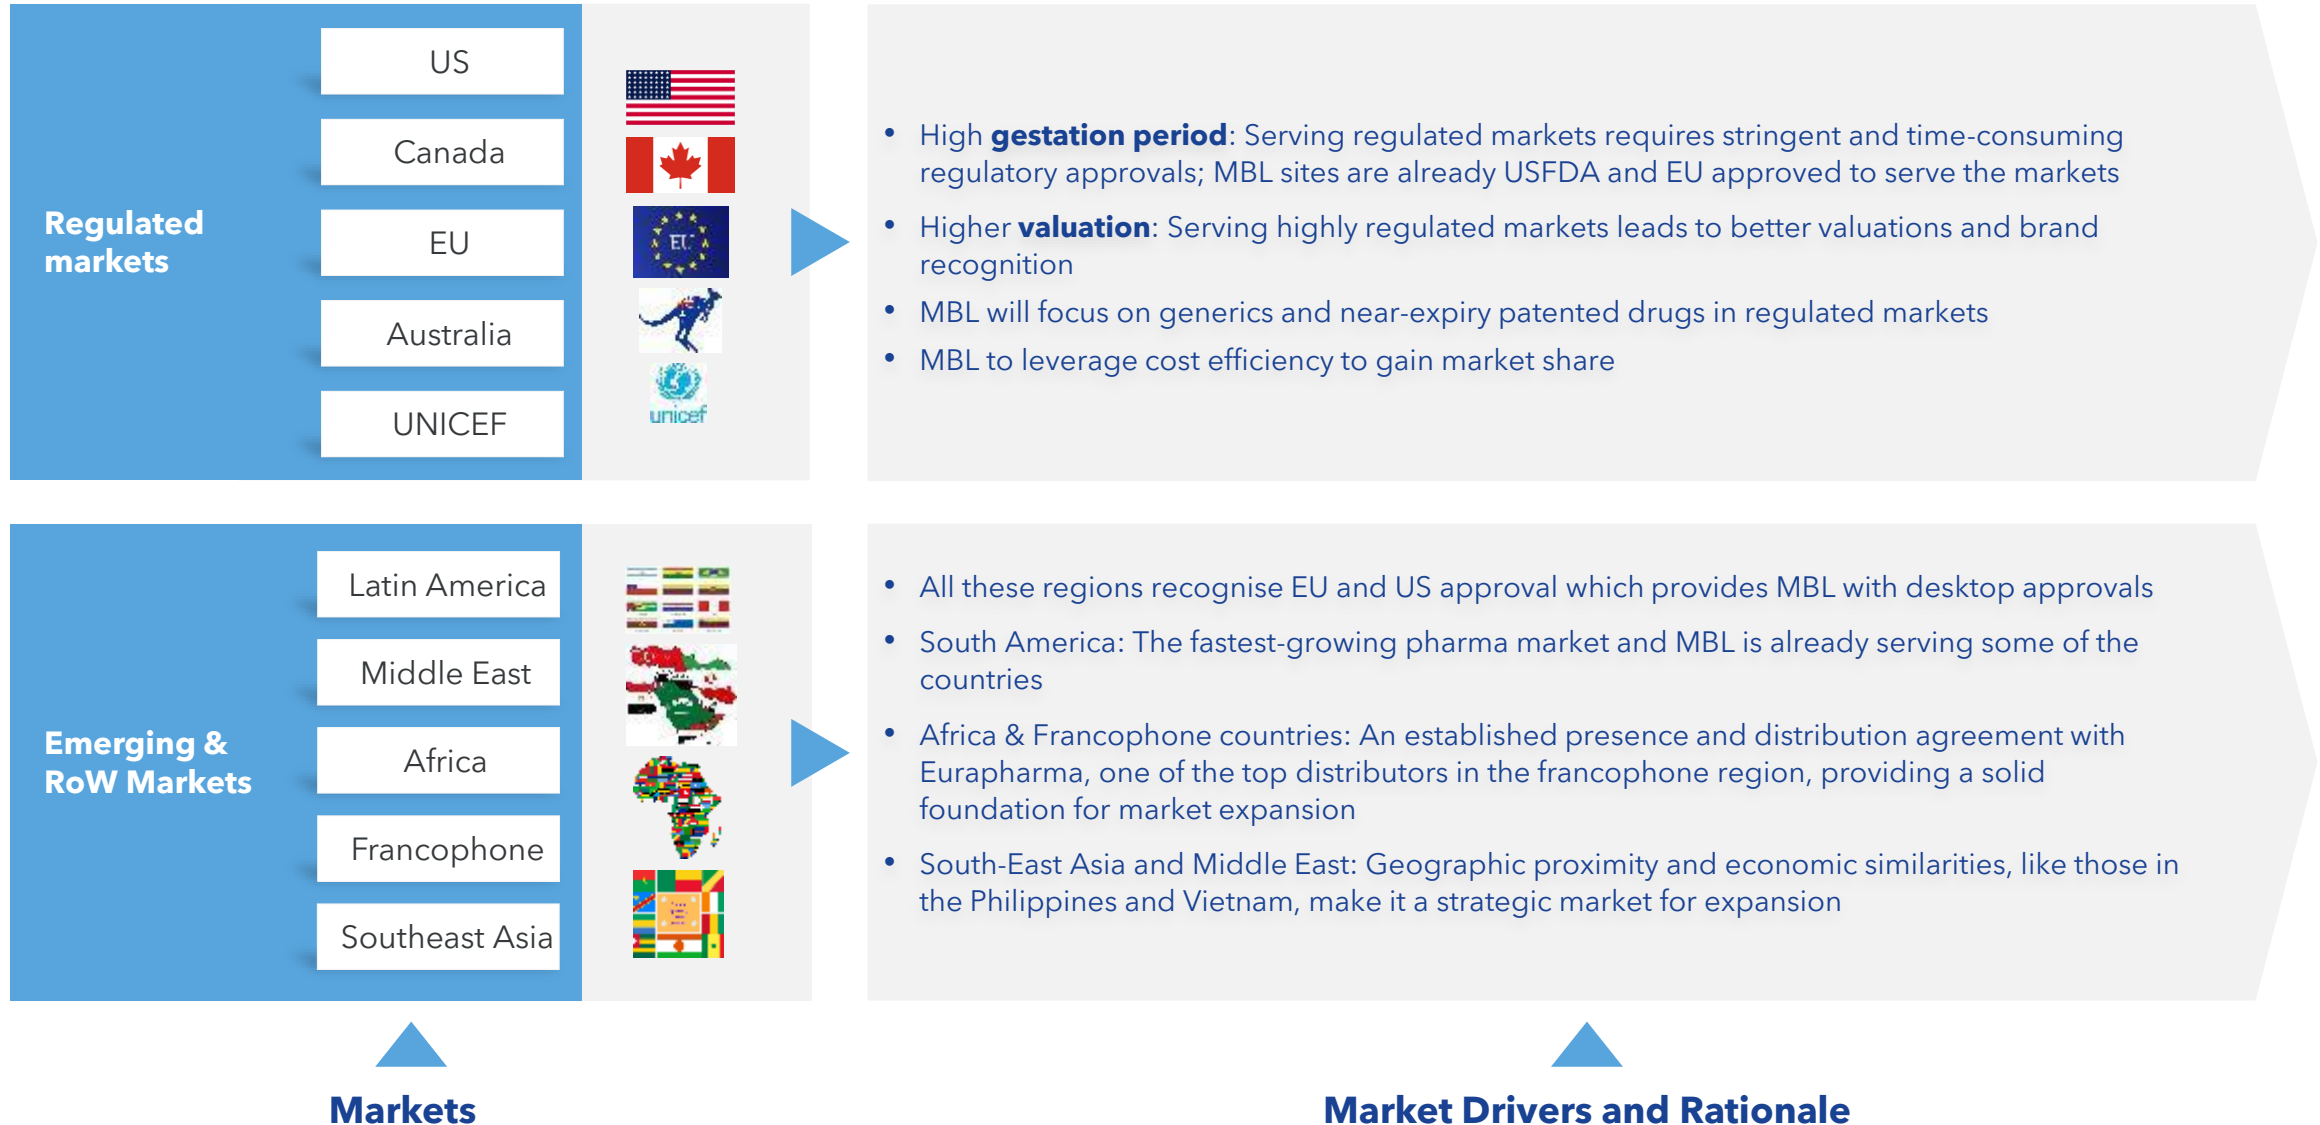 Regulated
markets
US
Canada
EU
Australia
UNICEF
EU
unicef
• High gestation period: Serving regulated markets requires stringent and time-consuming
regulatory approvals; MBL sites are already USFDA and EU approved to serve the markets
• Higher valuation: Serving highly regulated markets leads to better valuations and brand
recognition
• MBL will focus on generics and near-expiry patented drugs in regulated markets
• MBL to leverage cost efficiency to gain market share
Emerging &
RoW Markets
Latin America
Middle East
Africa
Francophone
Southeast Asia
• All these regions recognise EU and US approval which provides MBL with desktop approvals
• South America: The fastest-growing pharma market and MBL is already serving some of the
countries
• Africa & Francophone countries: An established presence and distribution agreement with
Eurapharma, one of the top distributors in the francophone region, providing a solid
foundation for market expansion
• South-East Asia and Middle East: Geographic proximity and economic similarities, like those in
the Philippines and Vietnam, make it a strategic market for expansion
Markets
Market Drivers and Rationale